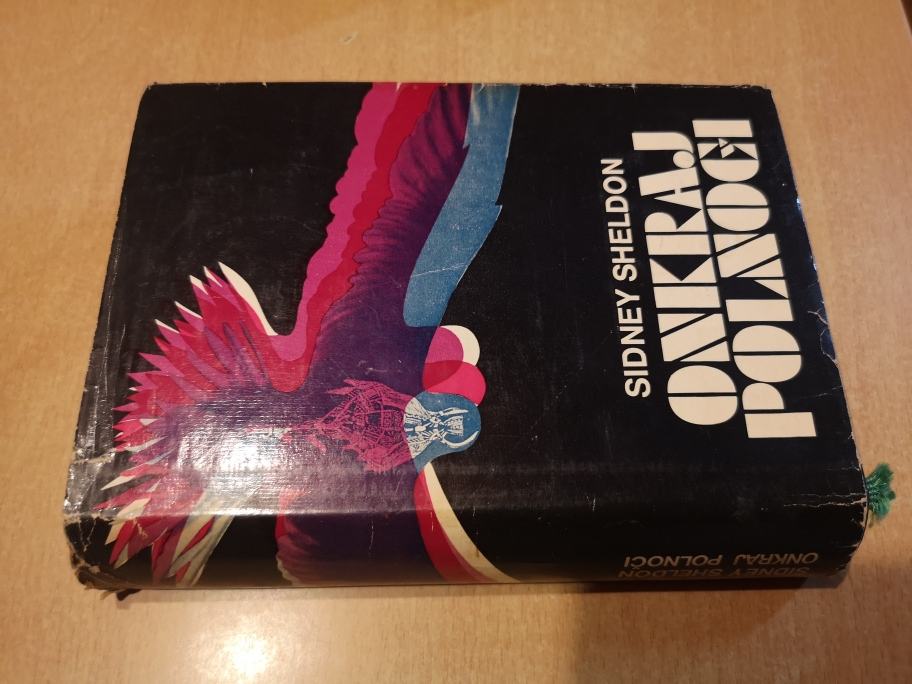 SIDNEY SHELDON
ONKRAJ
POLNOČI
SIDNEY SHELDON
ONKRAJ POLNOČI